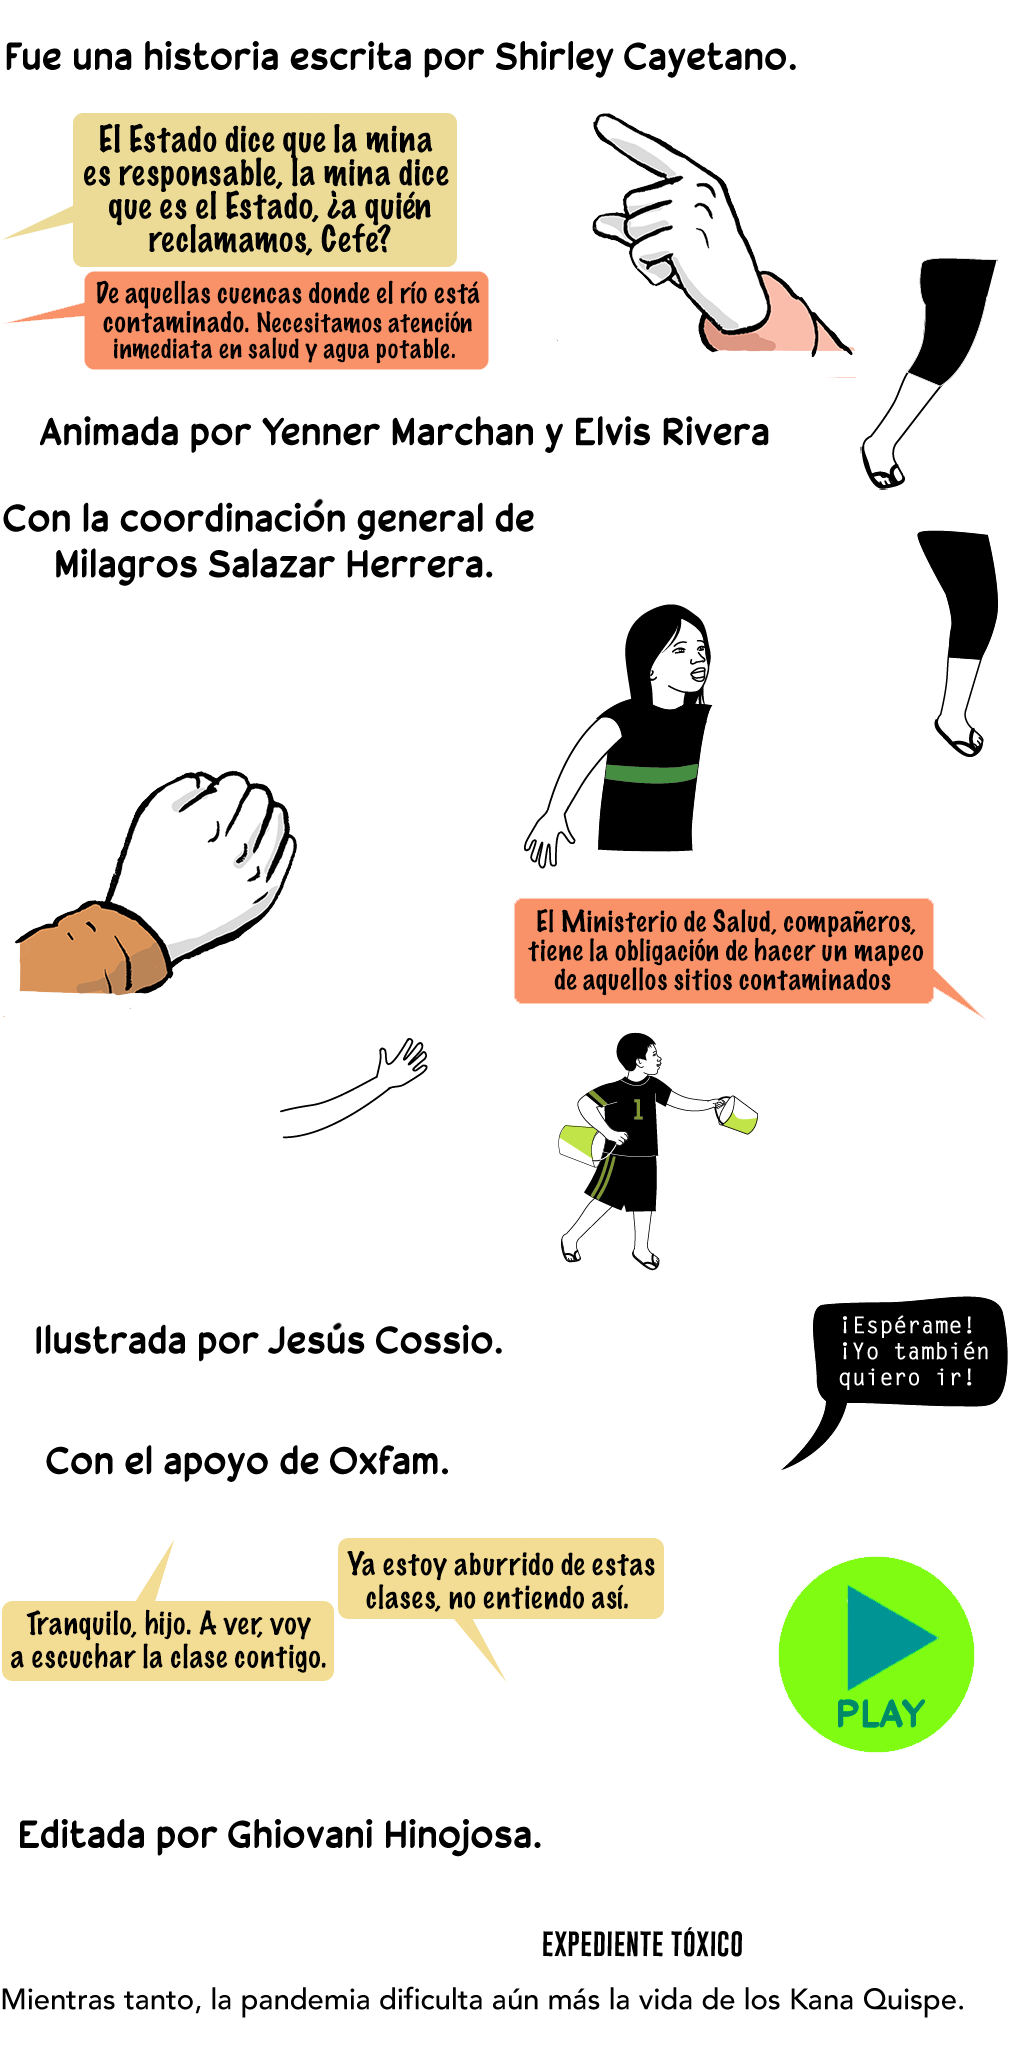 Fue una historia escrita por Shirley Cayetano.
El Estado dice que la mina
es responsable, la mina dice
que es el Estado, ¿a quién
reclamamos, Cefe?
De aquellas cuencas donde el río está
contaminado. Necesitamos atención
inmediata en salud y agua potable.
Animada por Yenner Marchan y Elvis Rivera
Con la coordinación general de
Milagros Salazar Herrera.
El Ministerio de Salud, compañeros,
tiene la obligación de hacer un mapeo
de aquellos sitios contaminados
1
Ilustrada por Jesús Cossio.
¡Espérame!
¡Yo también
quiero ir!
Con el apoyo de Oxfam.
Ya estoy aburrido de estas
clases, no entiendo así.
Tranquilo, hijo. A ver, voy
a escuchar la clase contigo.
PLAY
Editada por Ghiovani Hinojosa.
EXPEDIENTE TÓXICO
Mientras tanto, la pandemia dificulta aún más la vida de los Kana Quispe.